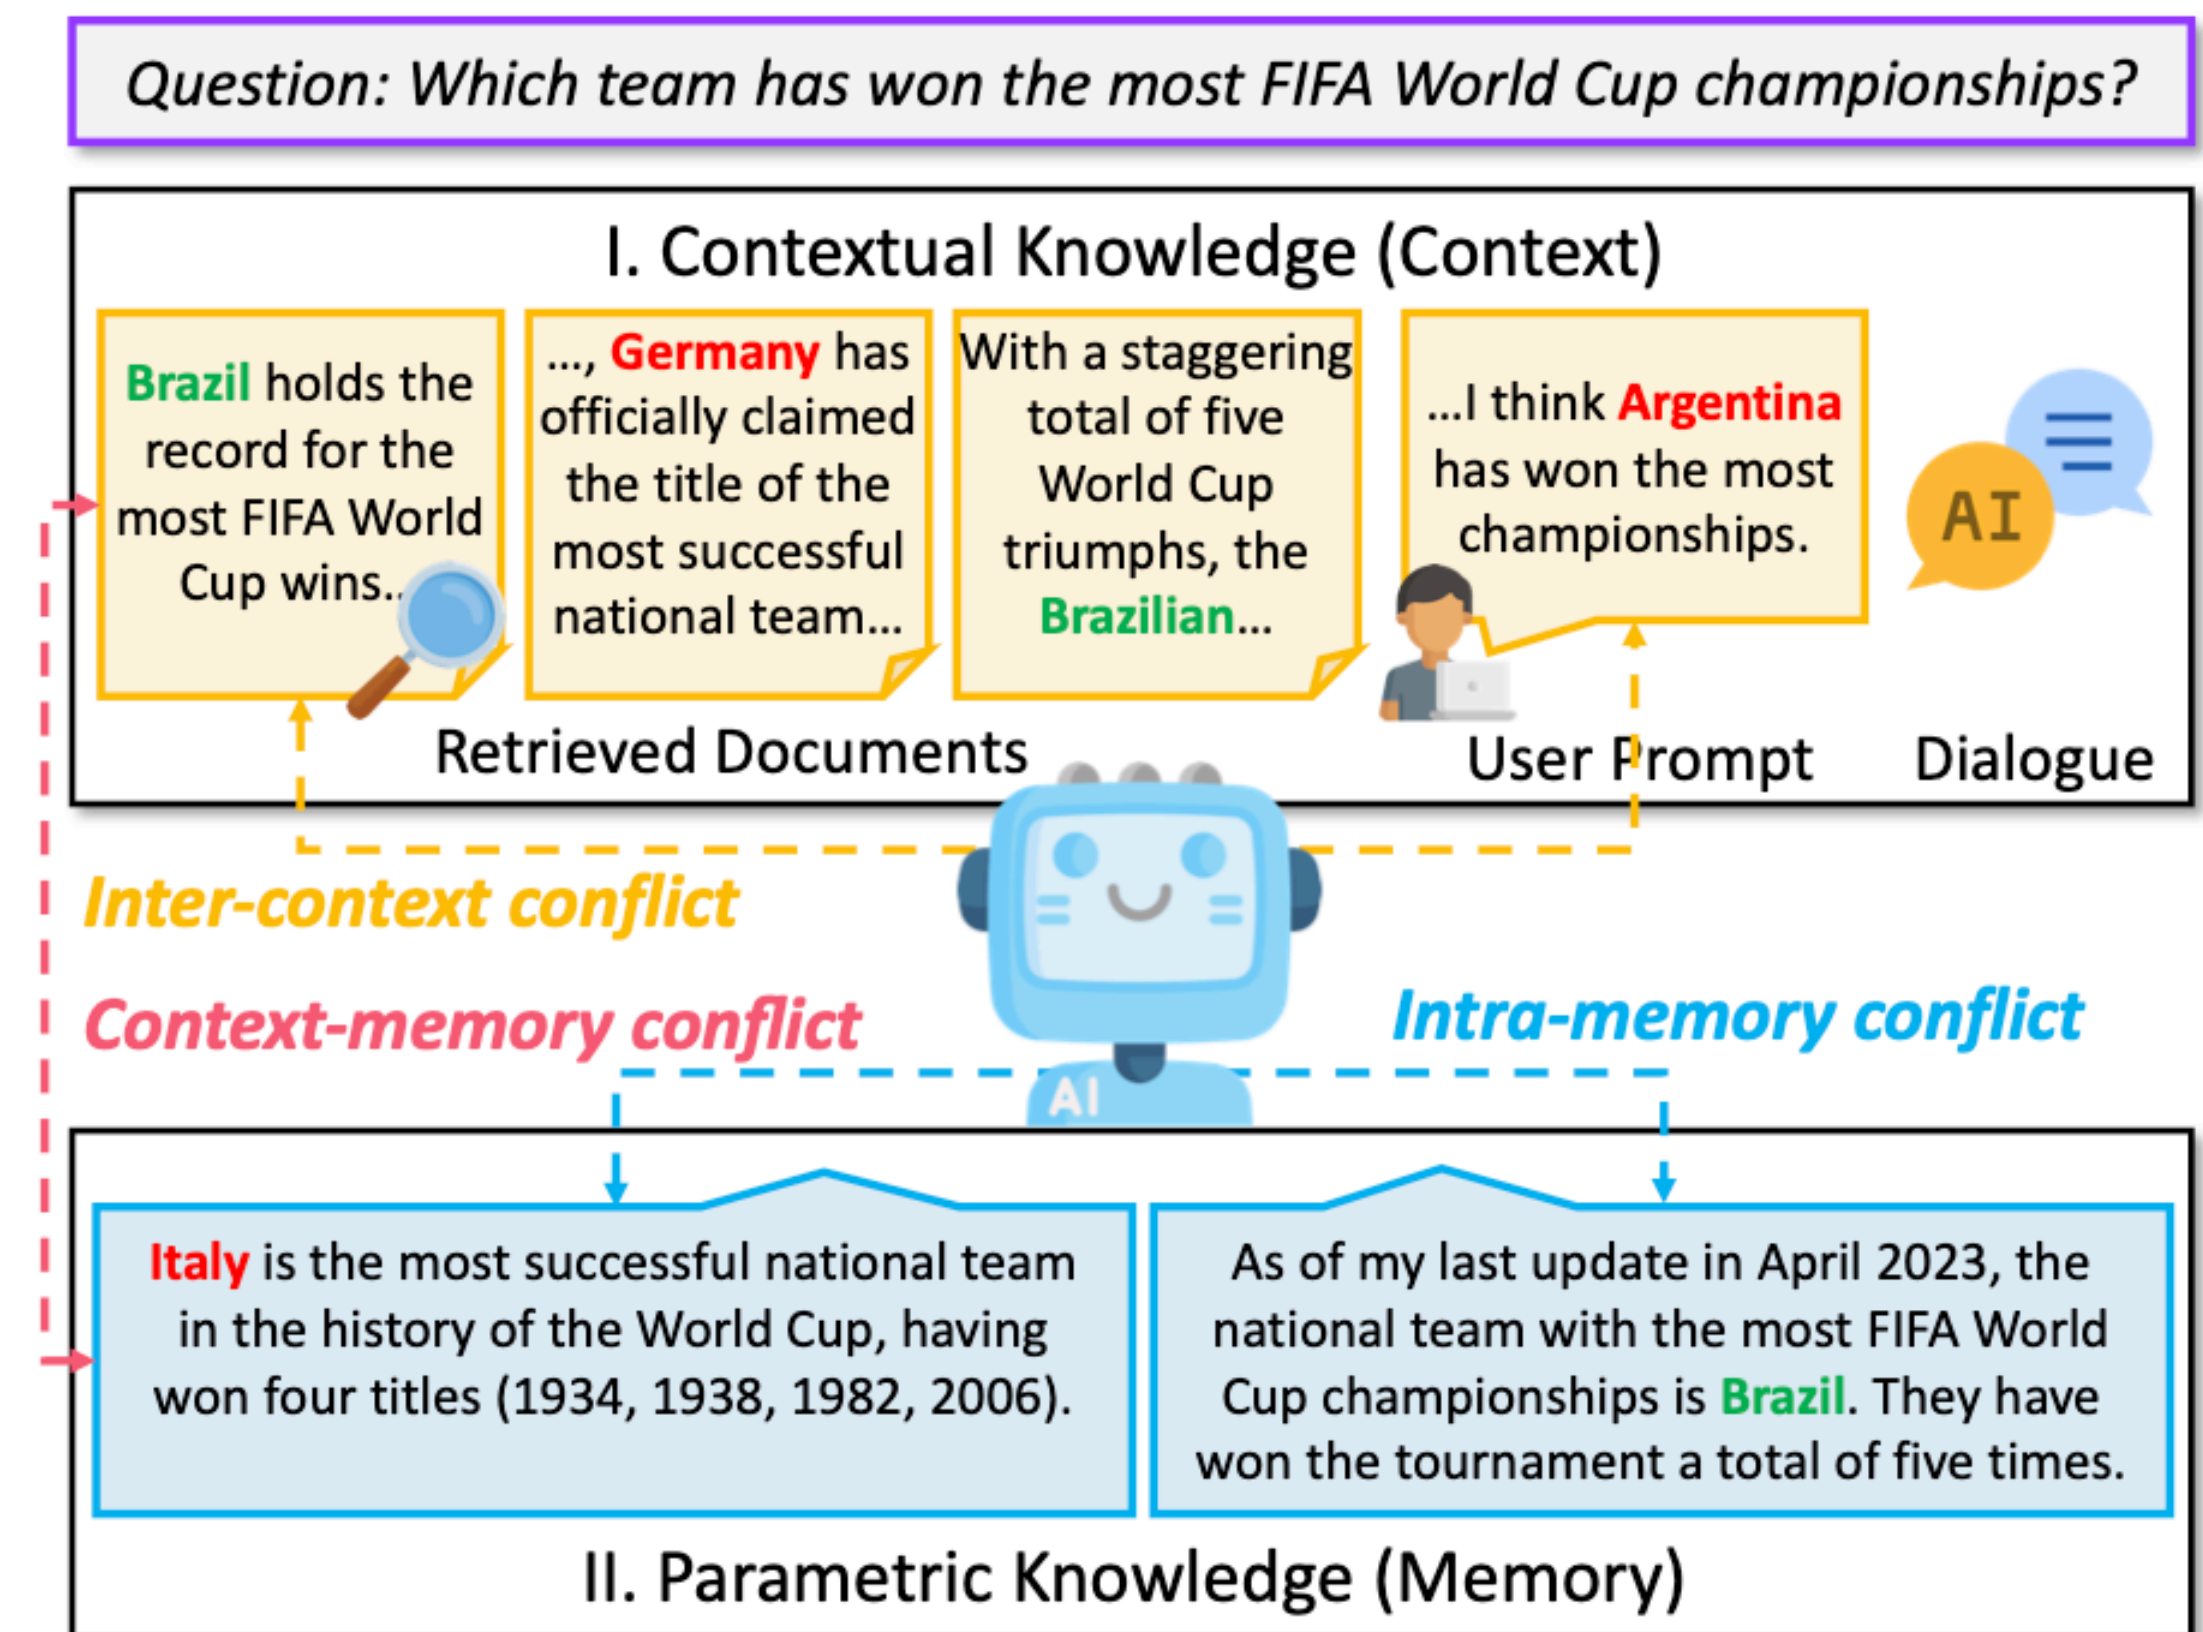 Question: Which team has won the most FIFA World Cup championships?
I. Contextual Knowledge (Context)
Brazil holds the
record for the
most FIFA World
Cup wins..
..., Germany has
officially claimed
the title of the
most successful
national team...
With a staggering
total of five
World Cup
triumphs, the
Brazilian...
...I think Argentina
has won the most
championships.
AI
Retrieved Documents
User Prompt
Dialogue
Inter-context conflict
Context-memory conflict
Intra-memory conflict
AI
Italy is the most successful national team
in the history of the World Cup, having
won four titles (1934, 1938, 1982, 2006).
As of my last update in April 2023, the
national team with the most FIFA World
Cup championships is Brazil. They have
won the tournament a total of five times.
II. Parametric Knowledge (Memory)